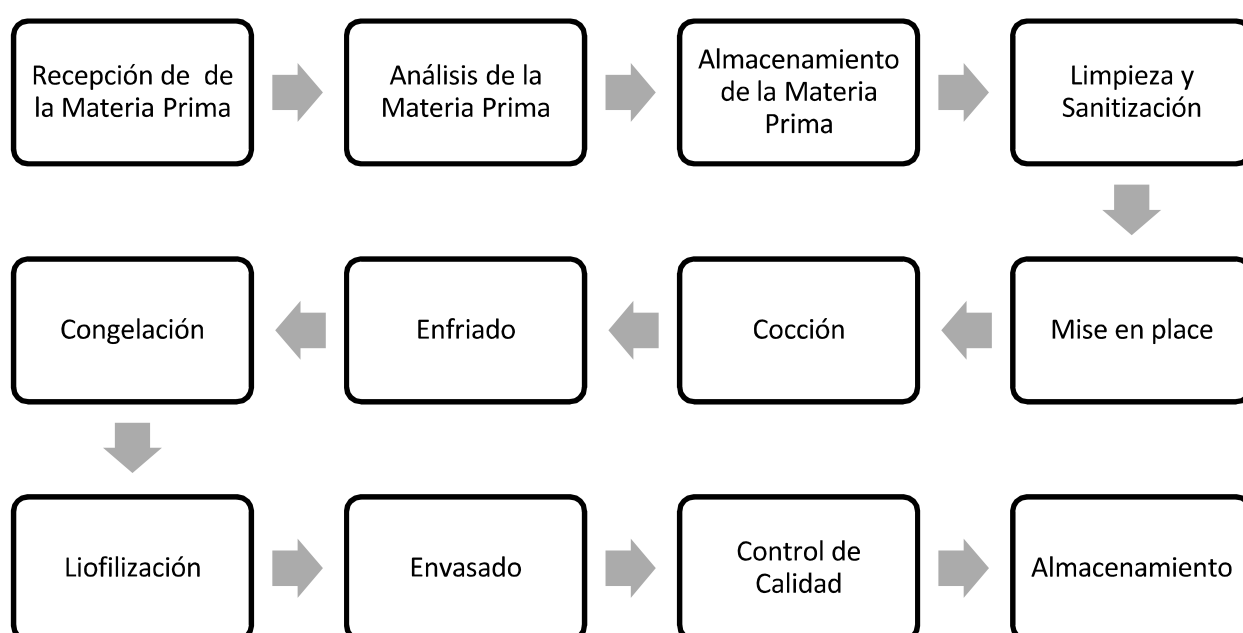 Recepción de de
la Materia Prima
Análisis de la
Materia Prima
Almacenamiento
de la Materia
Prima
Limpieza y
Sanitización
Mise en place
Cocción
Enfriado
Congelación
Liofilización
Envasado
Control de
Calidad
Almacenamiento